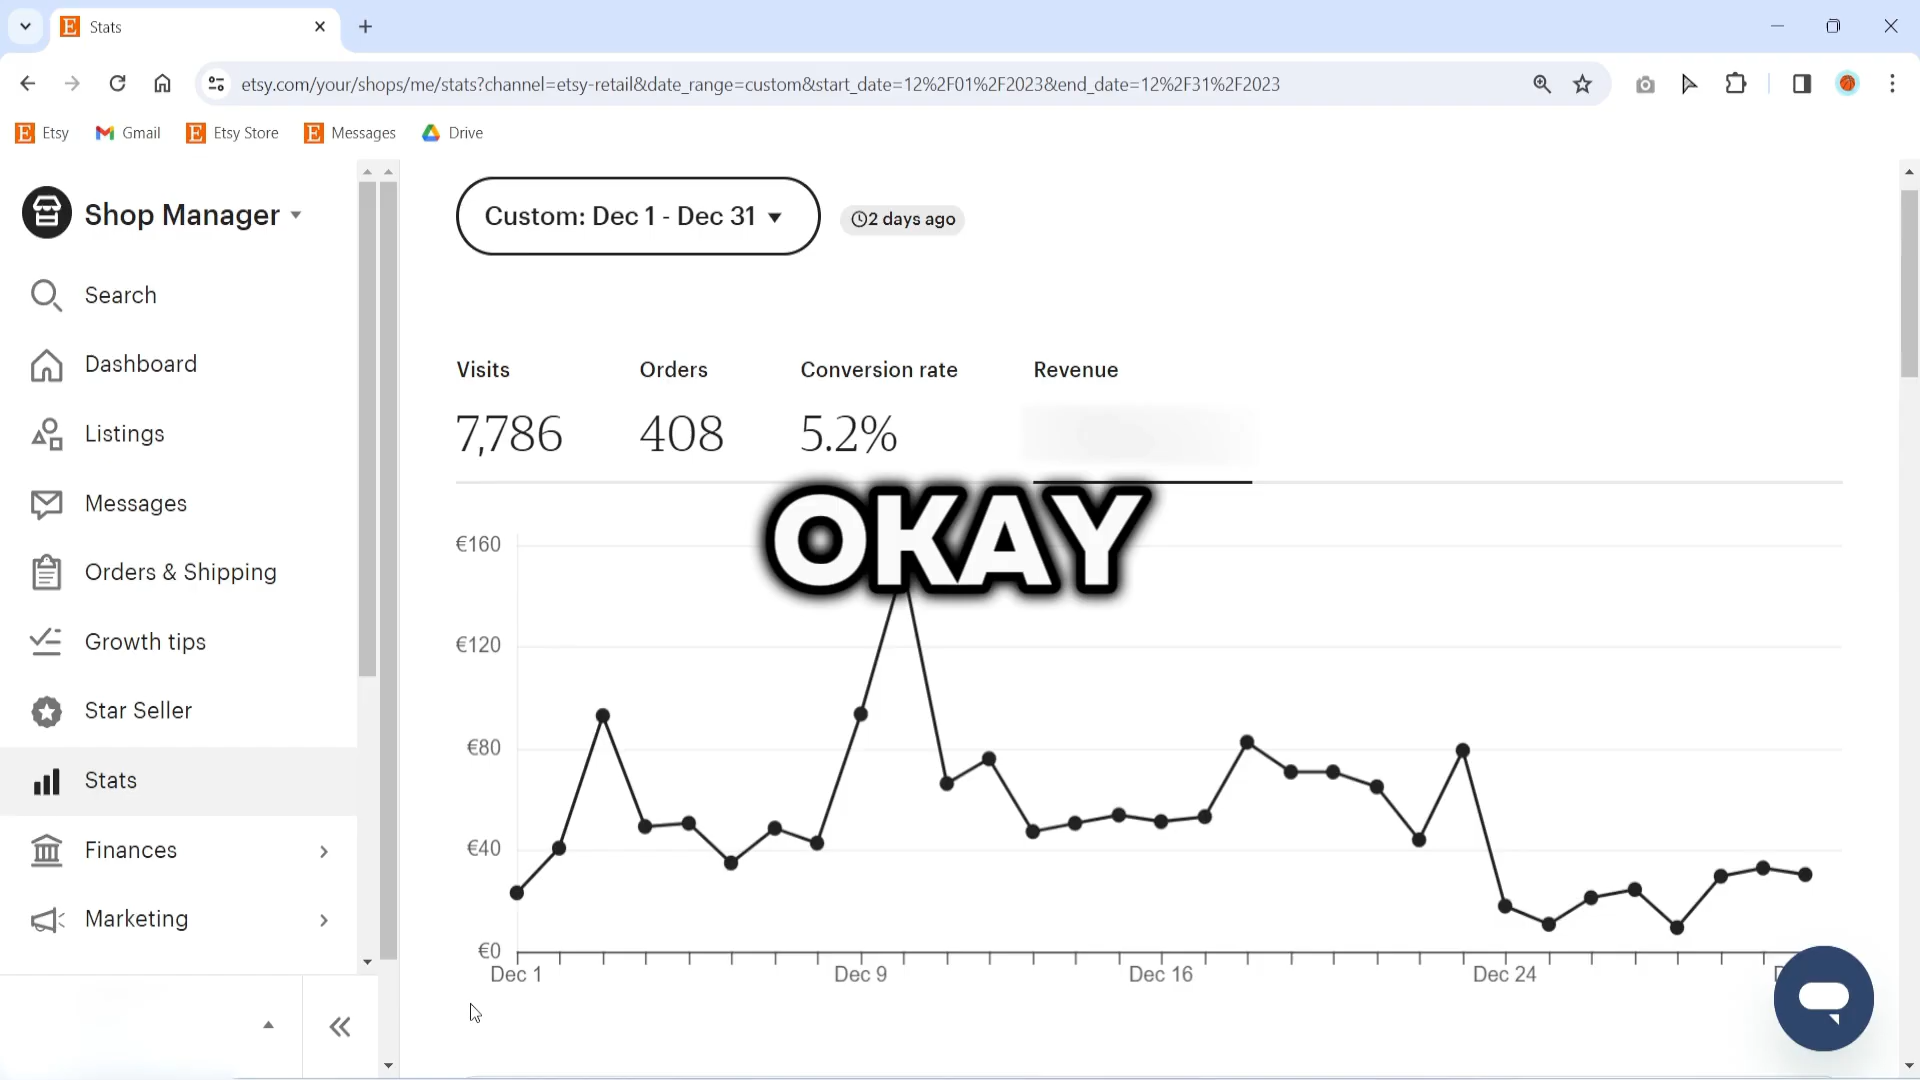 Stats
etsy.com/your/shops/me/stats?channel=etsy-retail&date_range=custom&start_date=12%2F01%2F2023&end_date=12%2F31%2F2023
Etsy Gmail Etsy Store Messages Drive
Shop Manager
Search
Dashboard
Listings
Messages
Orders & Shipping
Growth tips
Star Seller
Stats
Finances
Marketing
Custom: Dec 1 - Dec 31
2 days ago
Visits Orders Conversion rate Revenue
7,786 408 5.2%
OKAY
€160
€120
€80
€40
€0
Dec 1 Dec 9 Dec 16 Dec 24